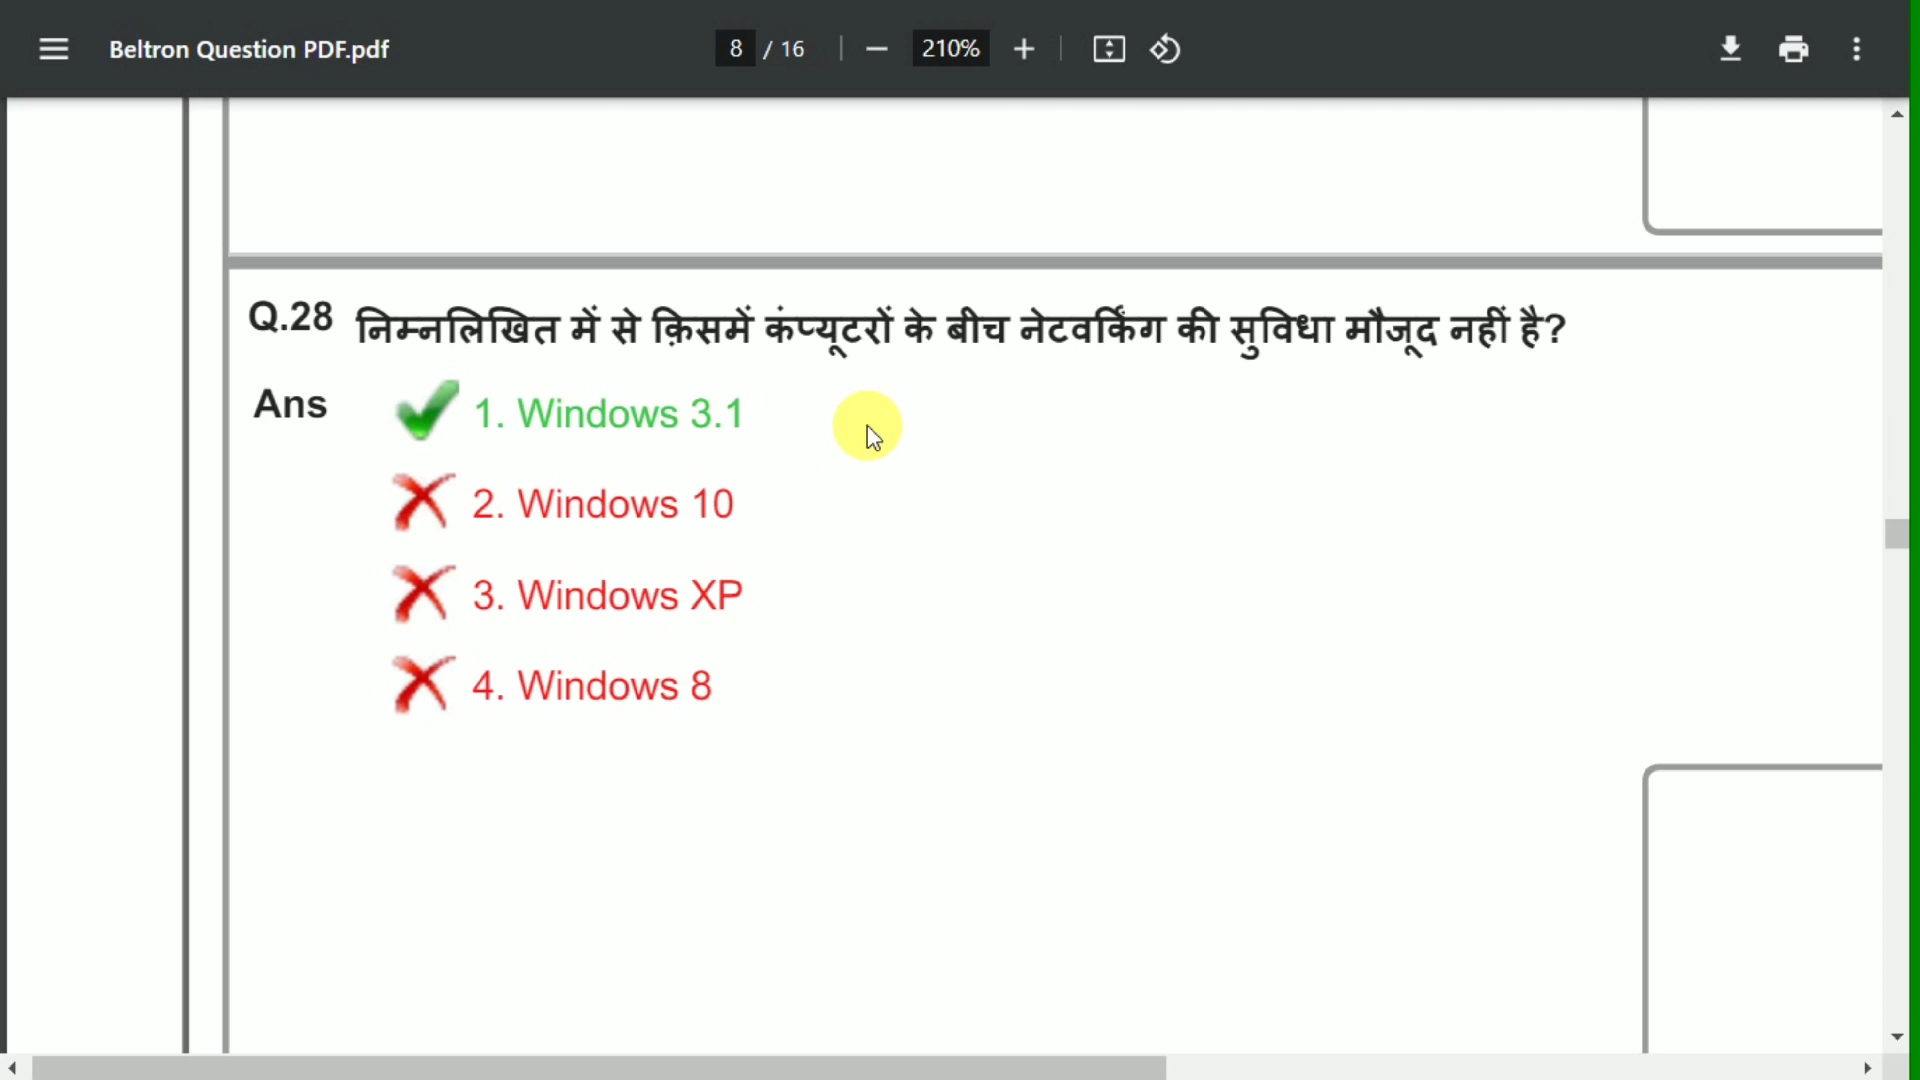 Beltron Question PDF.pdf 8 / 16 210%
Q.28 निम्नलिखित में से क़िसमें कंप्यूटरों के बीच नेटवर्किंग की सुविधा मौजूद नहीं है?
Ans 1. Windows 3.1
2. Windows 10
3. Windows XP
4. Windows 8